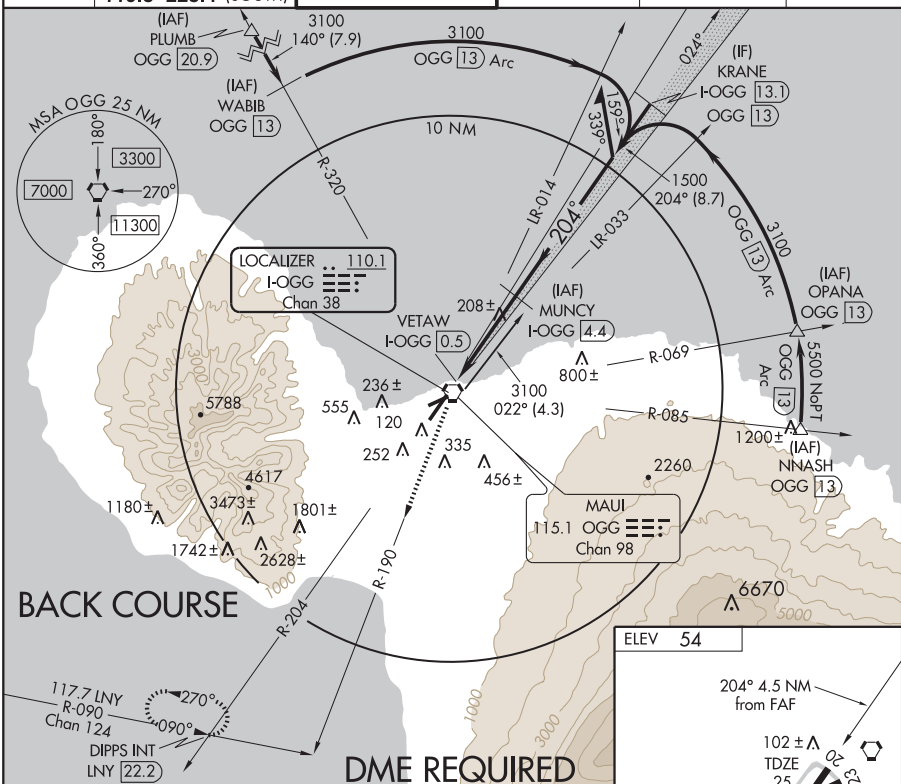 (IAF)
PLUMB
OGG 20.9
3100
140° (7.9)
3100
OGG 13 Arc
(IAF)
WABIB
OGG 13
024°
(IF)
KRANE
I-OGG 13.1
OGG 13
159°
339°
MSA OGG 25 NM
180°
3300
7000
270°
11300
360°
10 NM
R-320
LR-014
204°
LR-033
1500
204° (8.7)
3100
OGG 13 Arc
LOCALIZER 110.1
I-OGG
Chan 38
208±
(IAF)
MUNCY
I-OGG 4.4
VETAW
I-OGG 0.5
(IAF)
OPANA
OGG 13
R-069
800±
3100
022° (4.3)
5500 NoPT
OGG 13 Arc
3000
5788
236±
555
120
252
335
456±
R-085
1200±
(IAF)
NNASH
OGG 13
2260
4617
3473±
1180±
1801±
1742±
2628±
1000
MAUI
115.1 OGG
Chan 98
R-190
R-204
6670
5000
BACK COURSE
1000
3000
117.7 LNY
R-090
Chan 124
270°
090°
DIPPS INT
LNY 22.2
DME REQUIRED
ELEV 54
204° 4.5 NM
from FAF
102 ±
TDZE
25
20
23